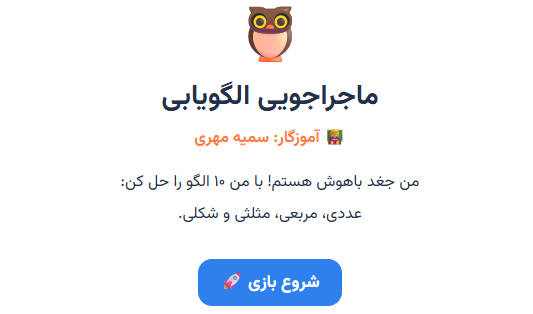 ماجراجویی الگویابی
آموزگار: سمیه مهری
من جغد باهوش هستم! با من ۱۰ الگو را حل کن:
عددی، مربعی، مثلثی و شکلی.
شروع بازی